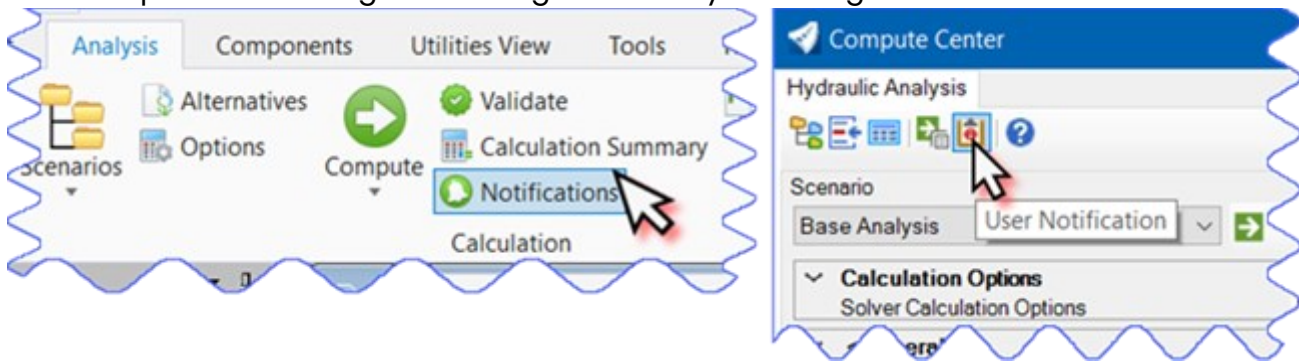 Analysis Components Utilities View Tools
Alternatives
Options
Scenarios
Compute
Validate
Calculation Summary
Notifications
Calculation
Compute Center
Hydraulic Analysis
Scenario
Base Analysis
User Notification
Calculation Options
Solver Calculation Options